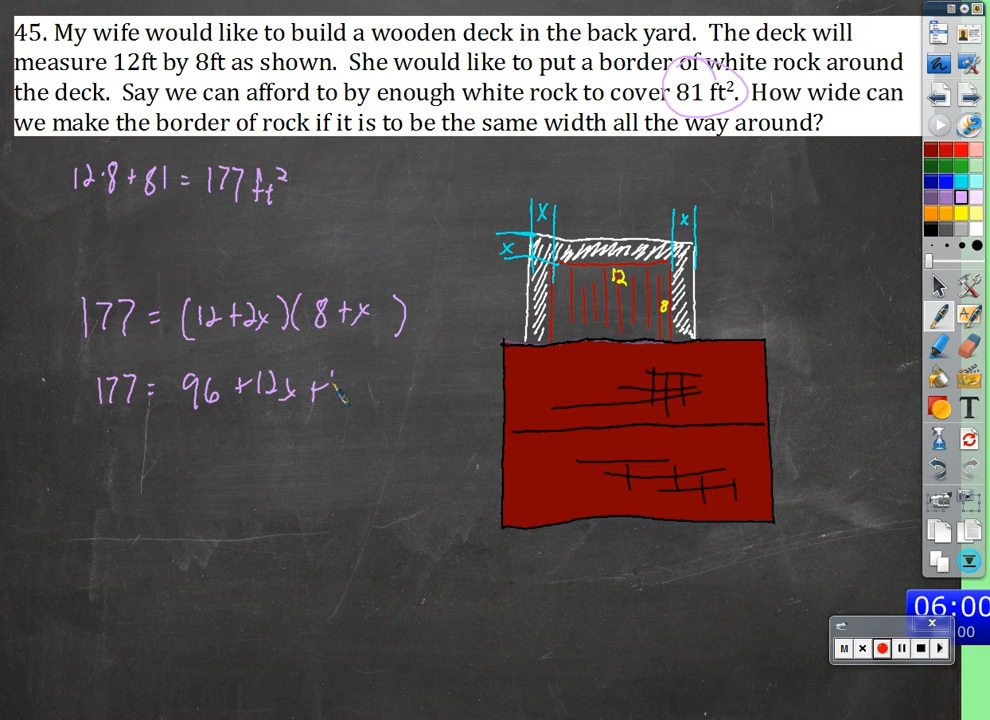 45. My wife would like to build a wooden deck in the back yard.  The deck will
measure 12ft by 8ft as shown.  She would like to put a border of white rock around
the deck.  Say we can afford to by enough white rock to cover 81 ft².  How wide can
we make the border of rock if it is to be the same width all the way around?
12·8+81 = 177 ft²
x
x
x
12
8
177 = (12+2x)(8+x)
177 = 96 +12x +
06:00
00
M